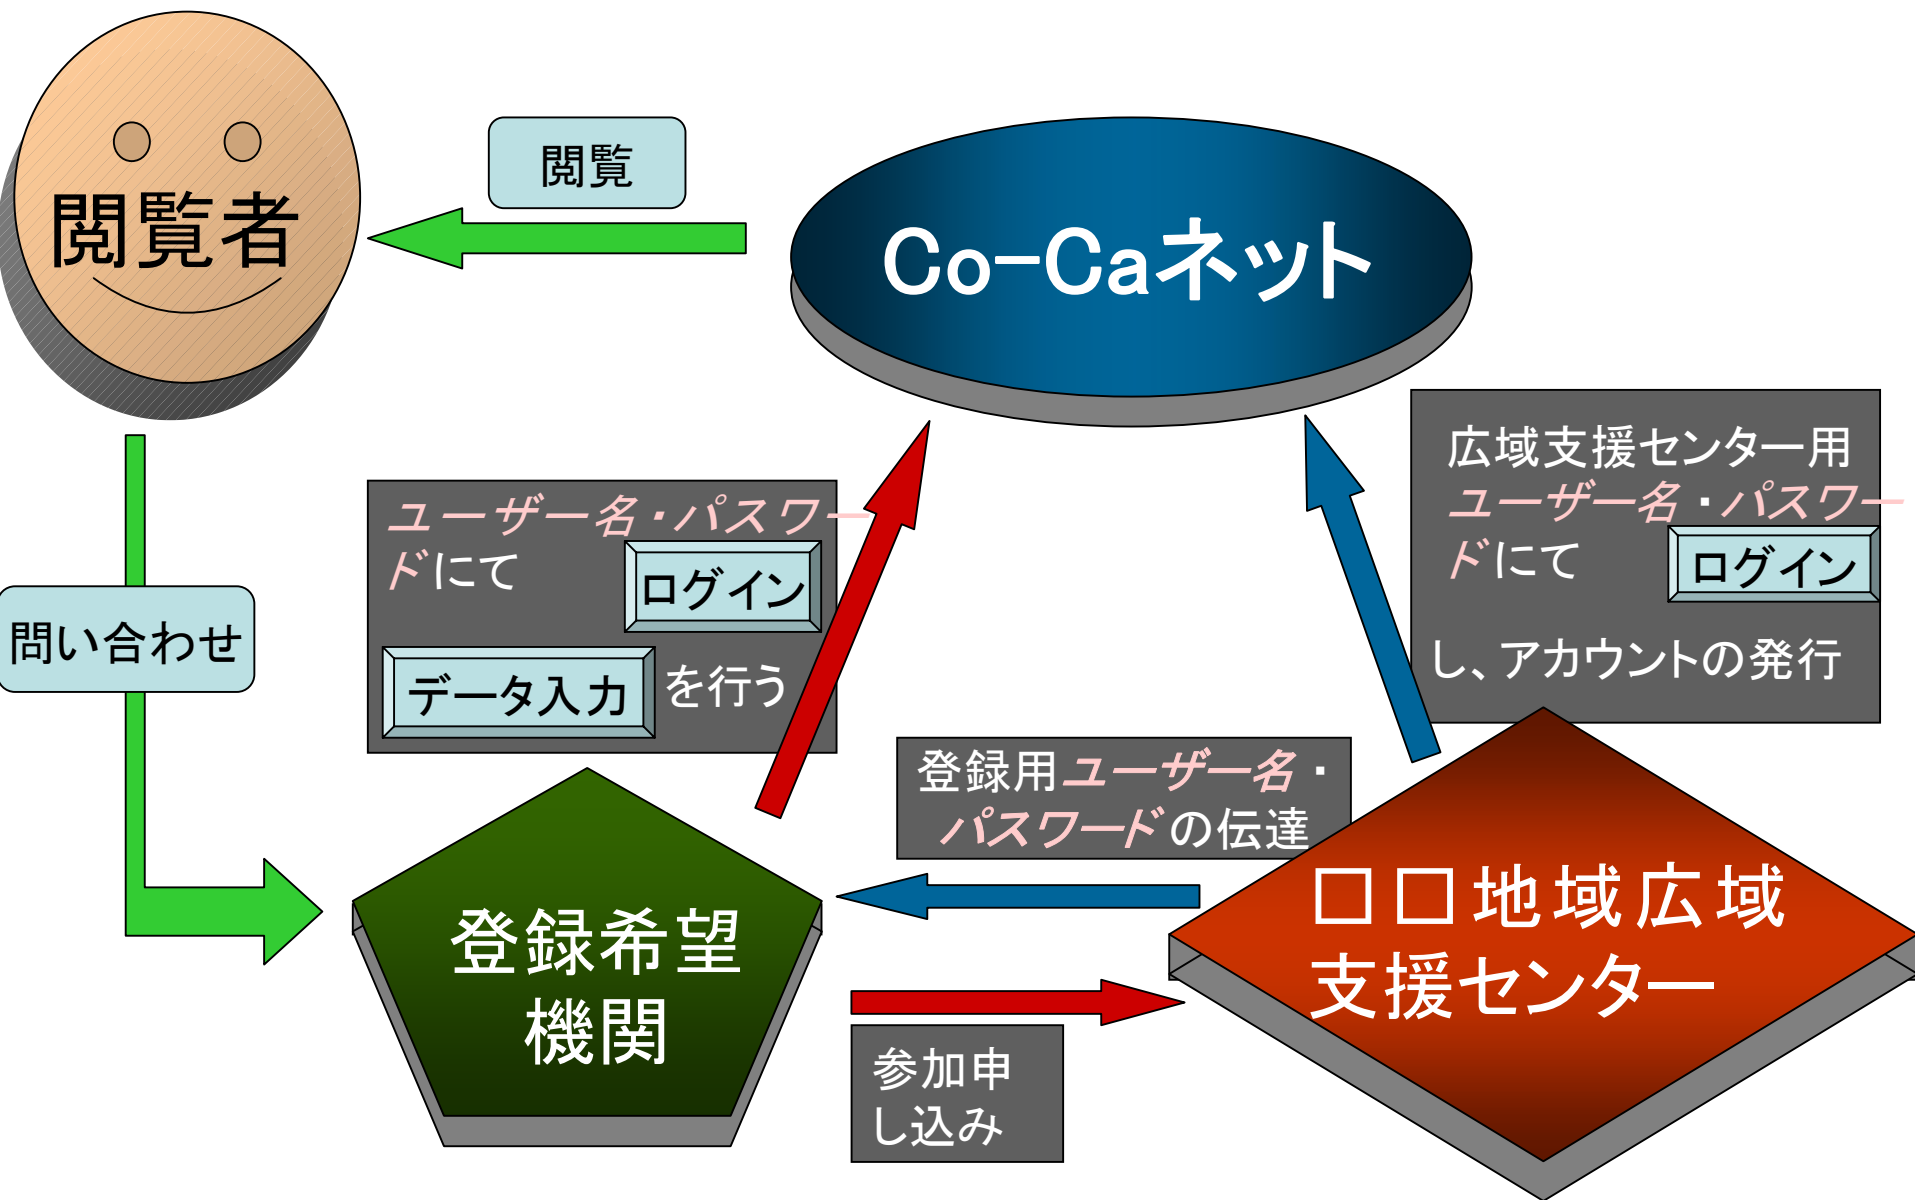 閲覧者
閲覧
Co-Caネット
広域支援センター用
ユーザー名・パスワー
ドにて
ログイン
し、アカウントの発行
ユーザー名・パスワー
ドにて
ログイン
データ入力
を行う
問い合わせ
登録用ユーザー名・
パスワードの伝達
□□地域広域
支援センター
登録希望
機関
参加申
し込み